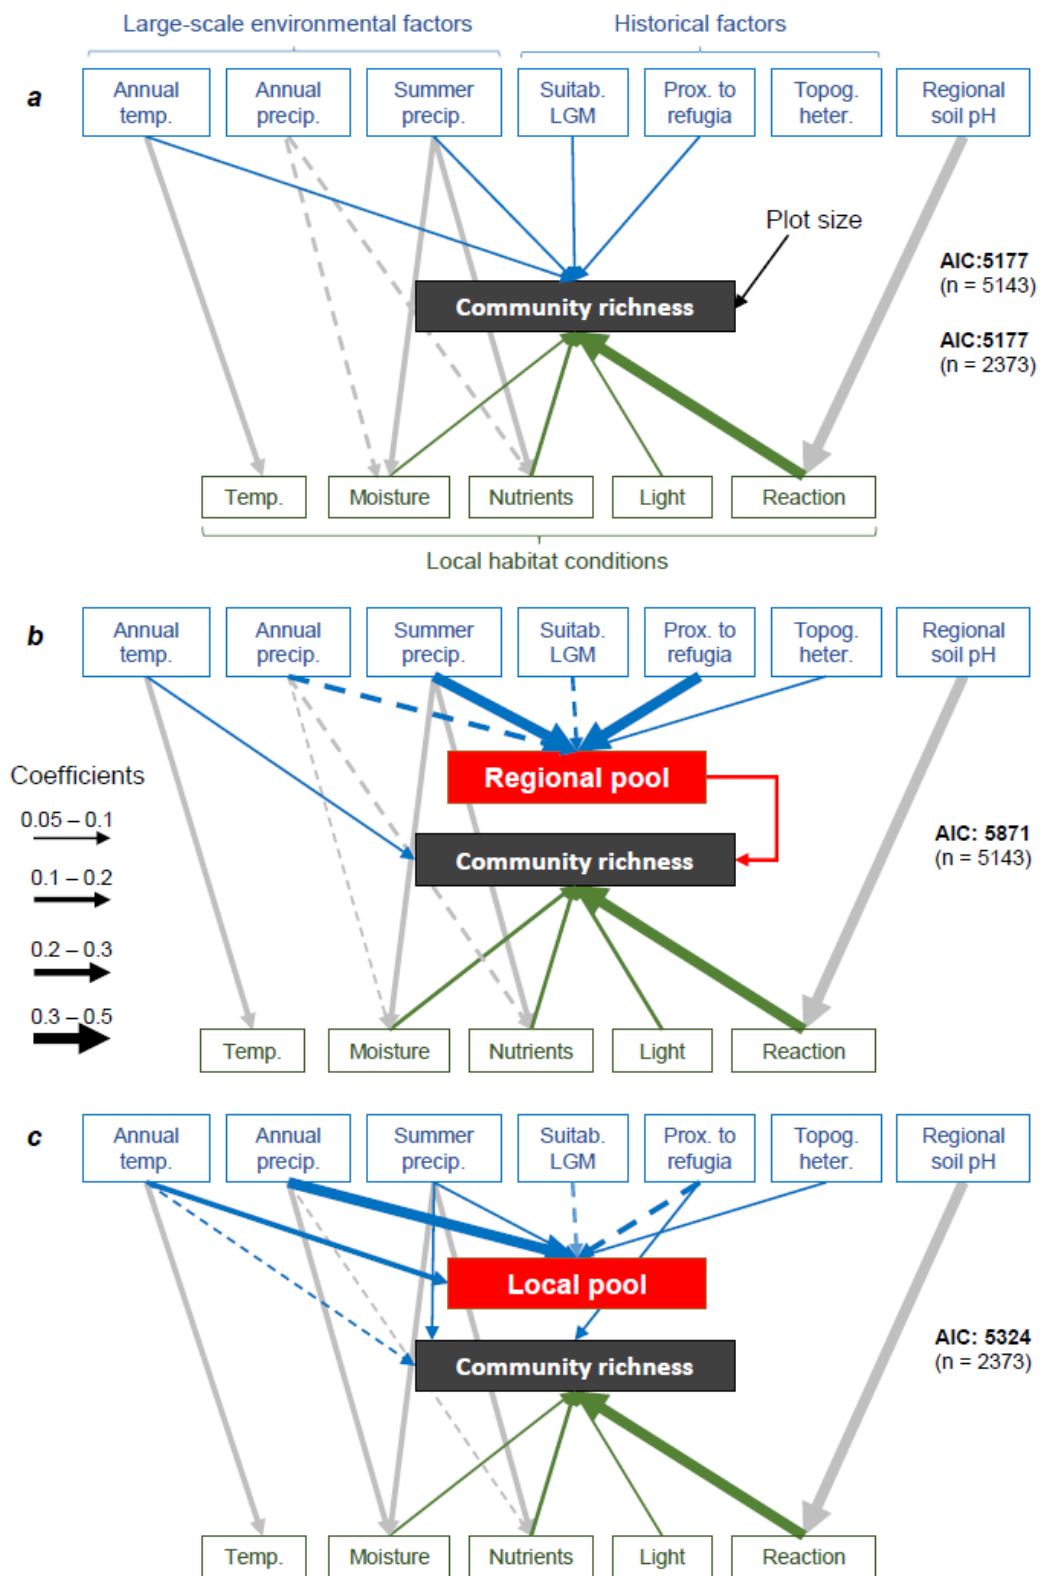 Large-scale environmental factors
Historical factors
a
Annual temp.
Annual precip.
Summer precip.
Suitab. LGM
Prox. to refugia
Topog. heter.
Regional soil pH
Plot size
AIC:5177
(n = 5143)
Community richness
AIC:5177
(n = 2373)
Temp.
Moisture
Nutrients
Light
Reaction
Local habitat conditions
b
Annual temp.
Annual precip.
Summer precip.
Suitab. LGM
Prox. to refugia
Topog. heter.
Regional soil pH
Coefficients
0.05 – 0.1
0.1 – 0.2
0.2 – 0.3
0.3 – 0.5
Regional pool
Community richness
AIC: 5871
(n = 5143)
Temp.
Moisture
Nutrients
Light
Reaction
c
Annual temp.
Annual precip.
Summer precip.
Suitab. LGM
Prox. to refugia
Topog. heter.
Regional soil pH
Local pool
Community richness
AIC: 5324
(n = 2373)
Temp.
Moisture
Nutrients
Light
Reaction